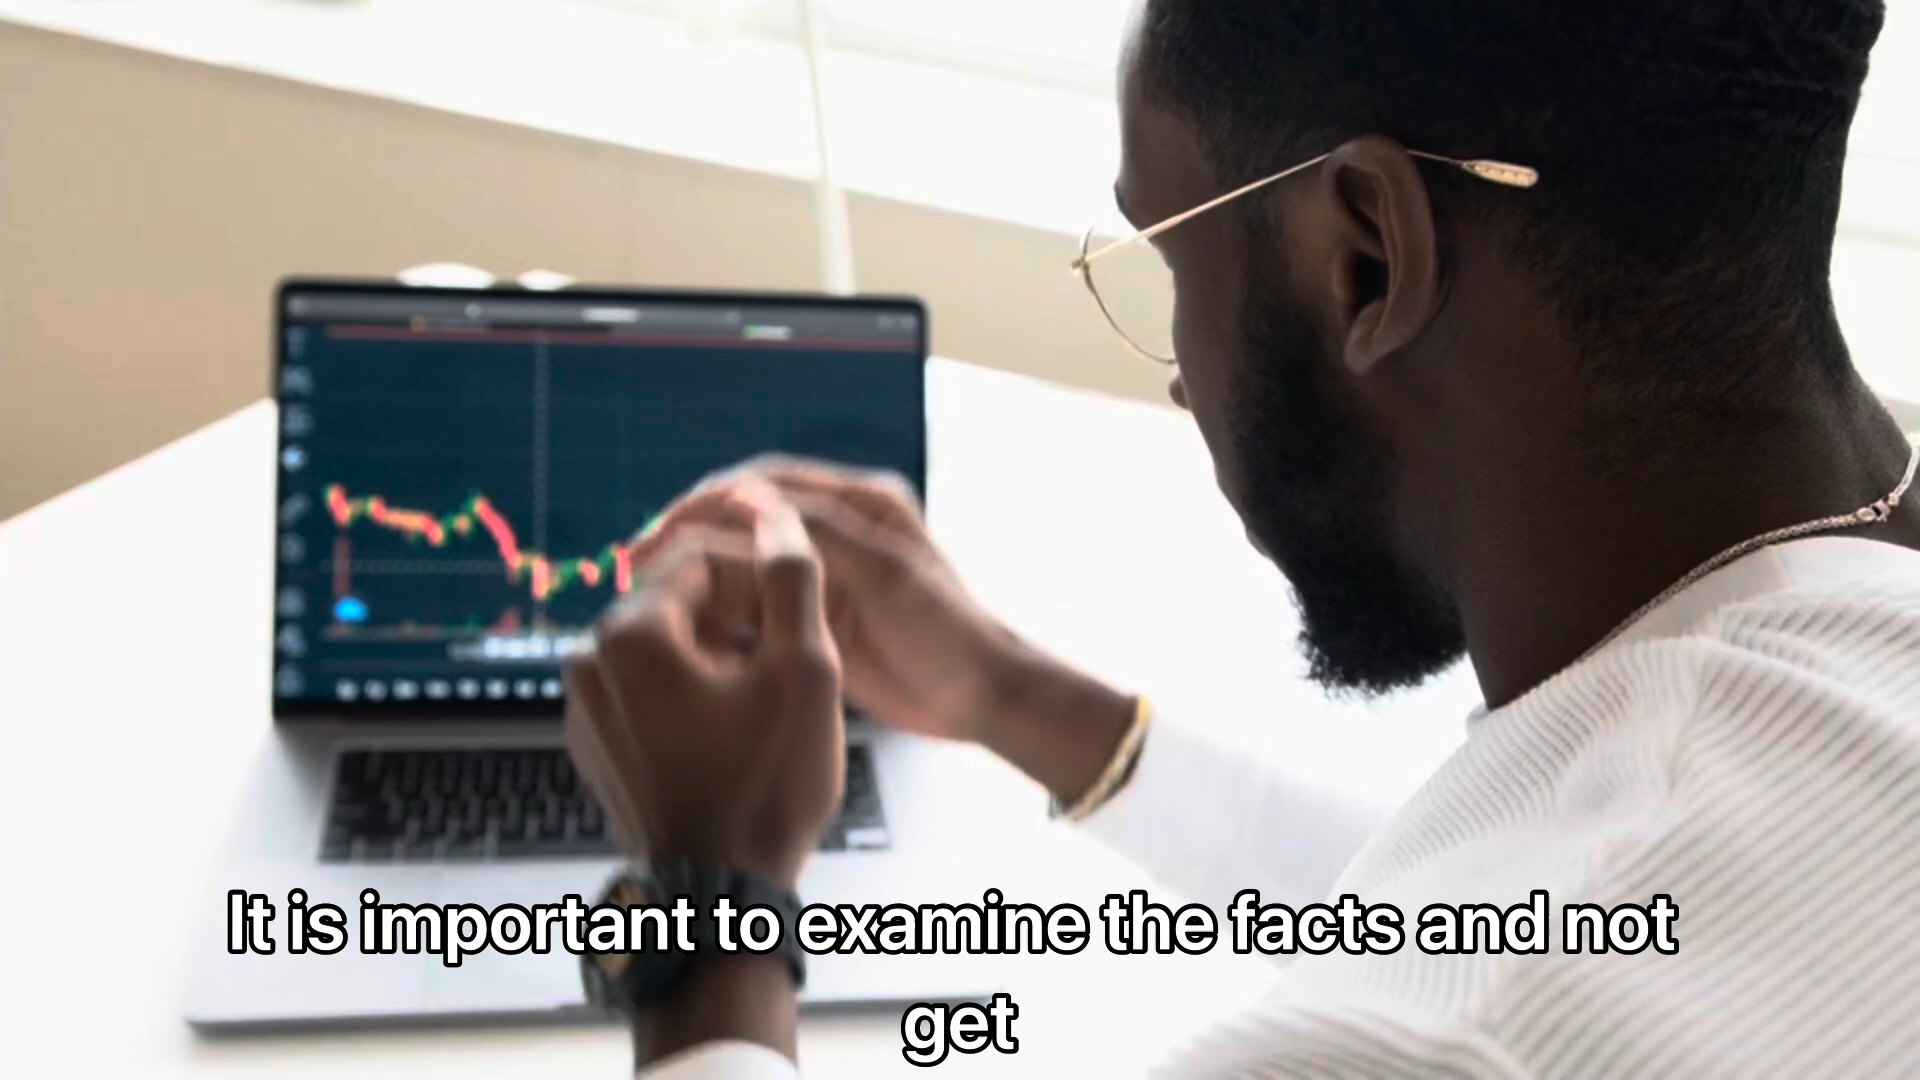 It is important to examine the facts and not
get